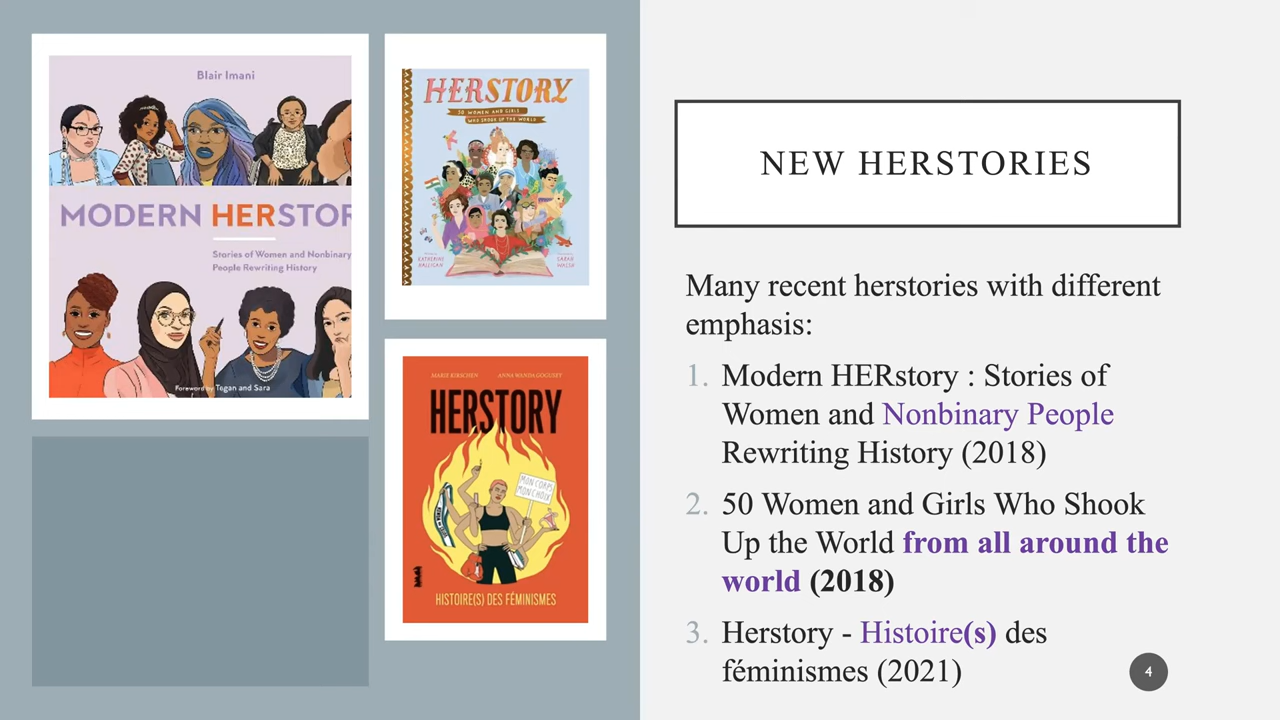 Blair Imani
MODERN HERSTOR
Stories of Women and Nonbinary
People Rewriting History
Foreword by Tegan and Sara
HERSTORY
50 WOMEN AND GIRLS
WHO SHOOK UP THE WORLD
KATHERINE
HALLIGAN
SARAH
WALSH
MARIE KIRSCHEN
ANNA WANDA GOGUSEY
HERSTORY
MON CORPS
MON CHOIX
HISTOIRE(S) DES FÉMINISMES
NEW HERSTORIES
Many recent herstories with different
emphasis:
1. Modern HERstory : Stories of
Women and Nonbinary People
Rewriting History (2018)
2. 50 Women and Girls Who Shook
Up the World from all around the
world (2018)
3. Herstory - Histoire(s) des
féminismes (2021)
4